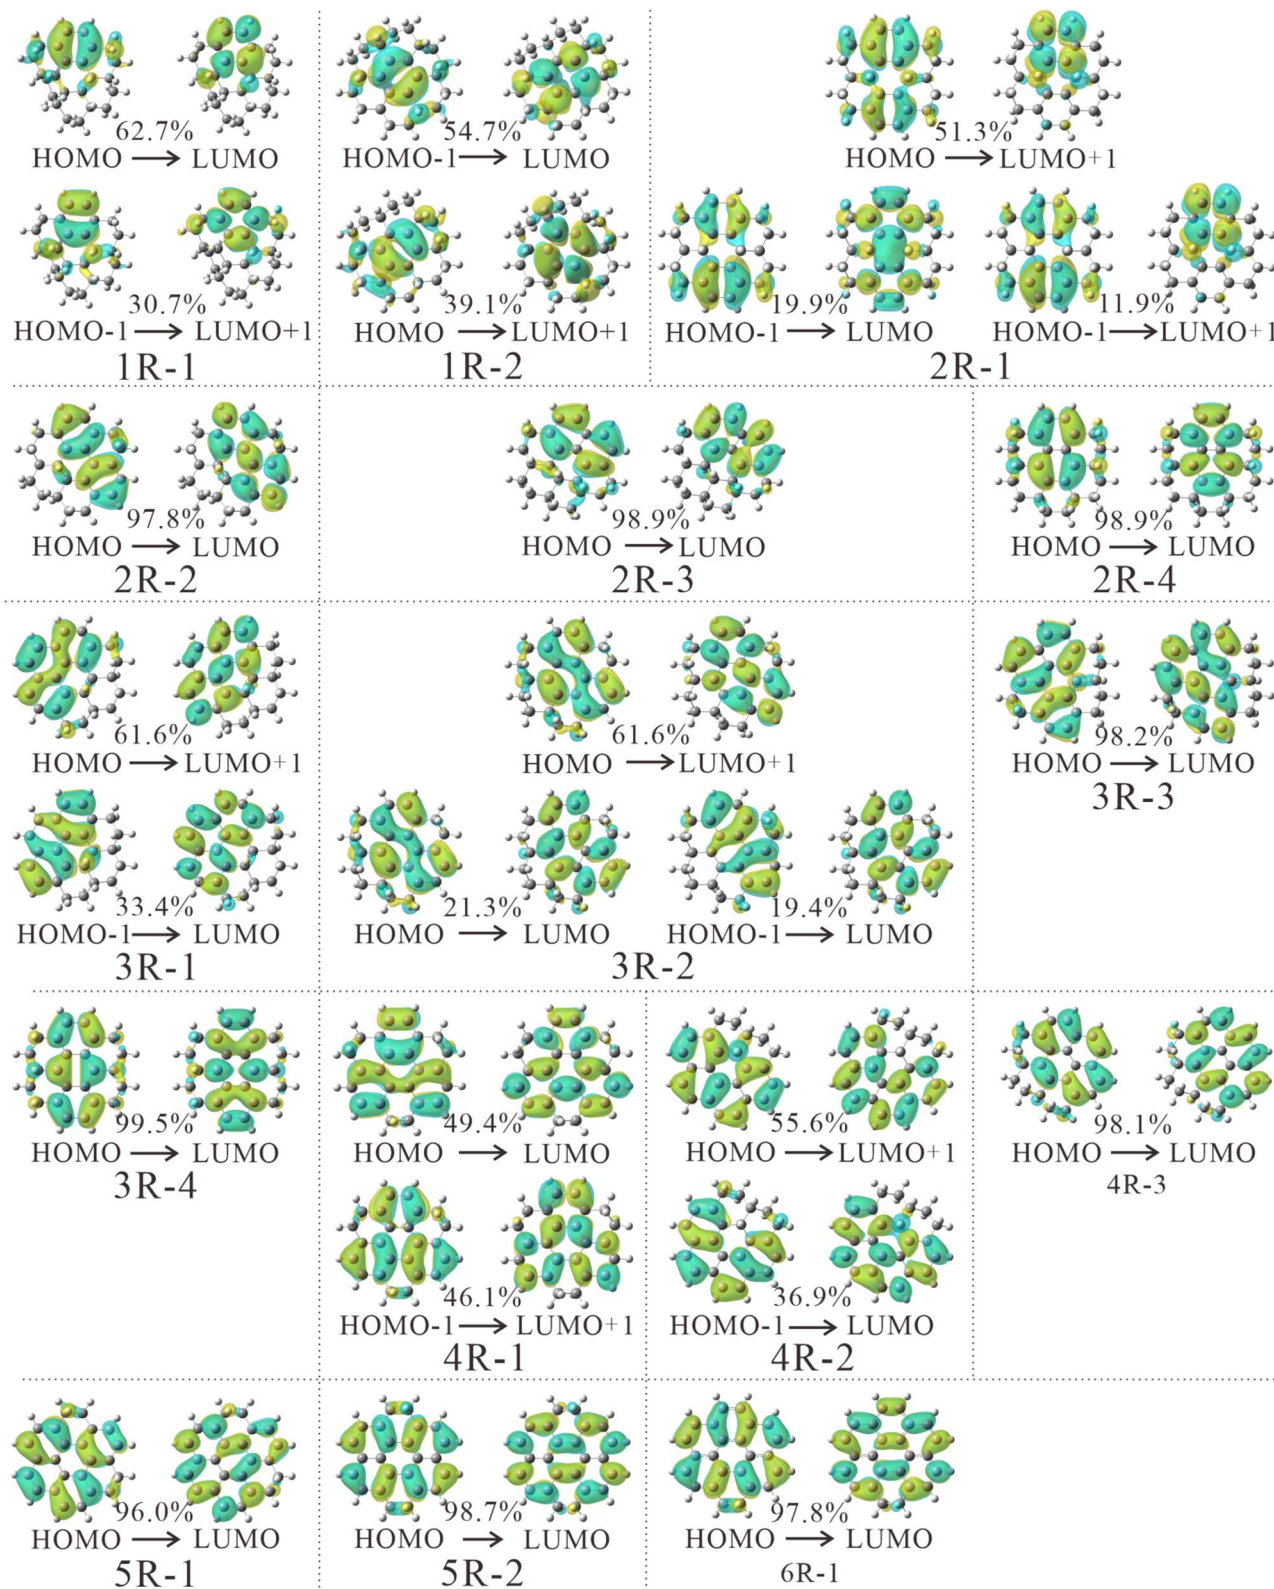 62.7%
HOMO → LUMO
30.7%
HOMO-1 → LUMO+1
1R-1
54.7%
HOMO-1 → LUMO
39.1%
HOMO → LUMO+1
1R-2
51.3%
HOMO → LUMO+1
19.9%
HOMO-1 → LUMO
11.9%
HOMO-1 → LUMO+1
2R-1
97.8%
HOMO → LUMO
2R-2
98.9%
HOMO → LUMO
2R-3
98.9%
HOMO → LUMO
2R-4
61.6%
HOMO → LUMO+1
33.4%
HOMO-1 → LUMO
3R-1
61.6%
HOMO → LUMO+1
21.3%
HOMO → LUMO
19.4%
HOMO-1 → LUMO
3R-2
98.2%
HOMO → LUMO
3R-3
99.5%
HOMO → LUMO
3R-4
49.4%
HOMO → LUMO
46.1%
HOMO-1 → LUMO+1
4R-1
55.6%
HOMO → LUMO+1
36.9%
HOMO-1 → LUMO
4R-2
98.1%
HOMO → LUMO
4R-3
96.0%
HOMO → LUMO
5R-1
98.7%
HOMO → LUMO
5R-2
97.8%
HOMO → LUMO
6R-1